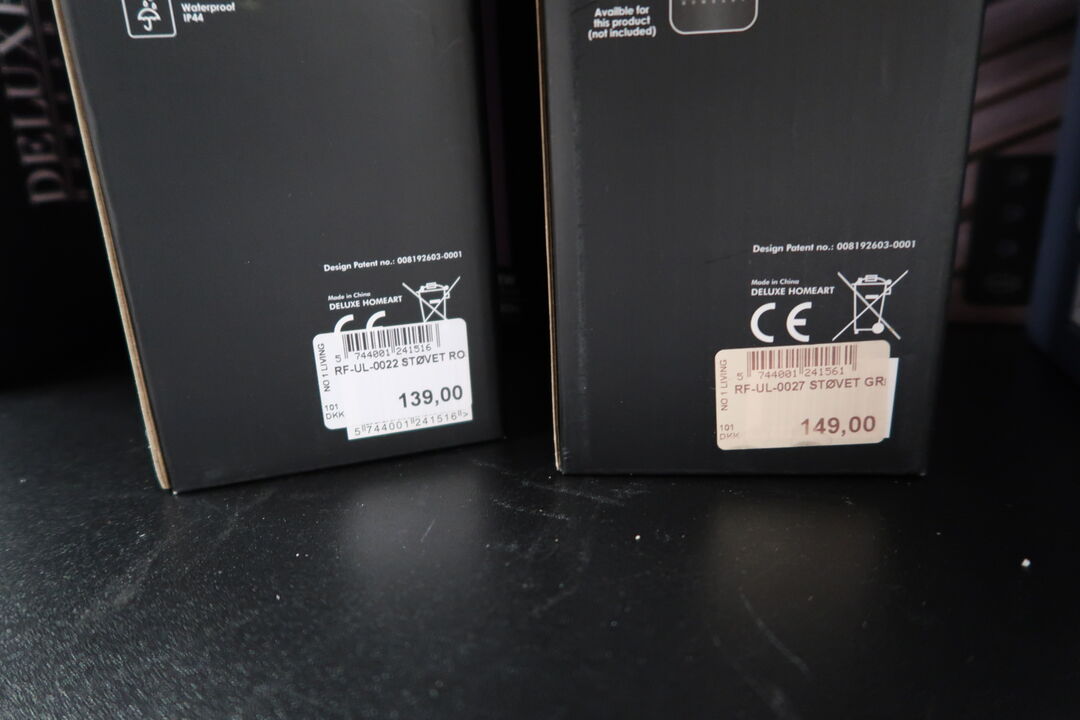 DELUXE
Waterproof
IP44
Design Patent no.: 008192603-0001
Made in China
DELUXE HOMEART
CE
NO 1 LIVING
5 744001 241516
RF-UL-0022 STØVET RO
139,00
101
DKK
5 744001 241516 >
Availble for
this product
(not included)
Design Patent no.: 008192603-0001
Made in China
DELUXE HOMEART
CE
NO 1 LIVING
5 744001 241561
RF-UL-0027 STØVET GR
149,00
101
DKK